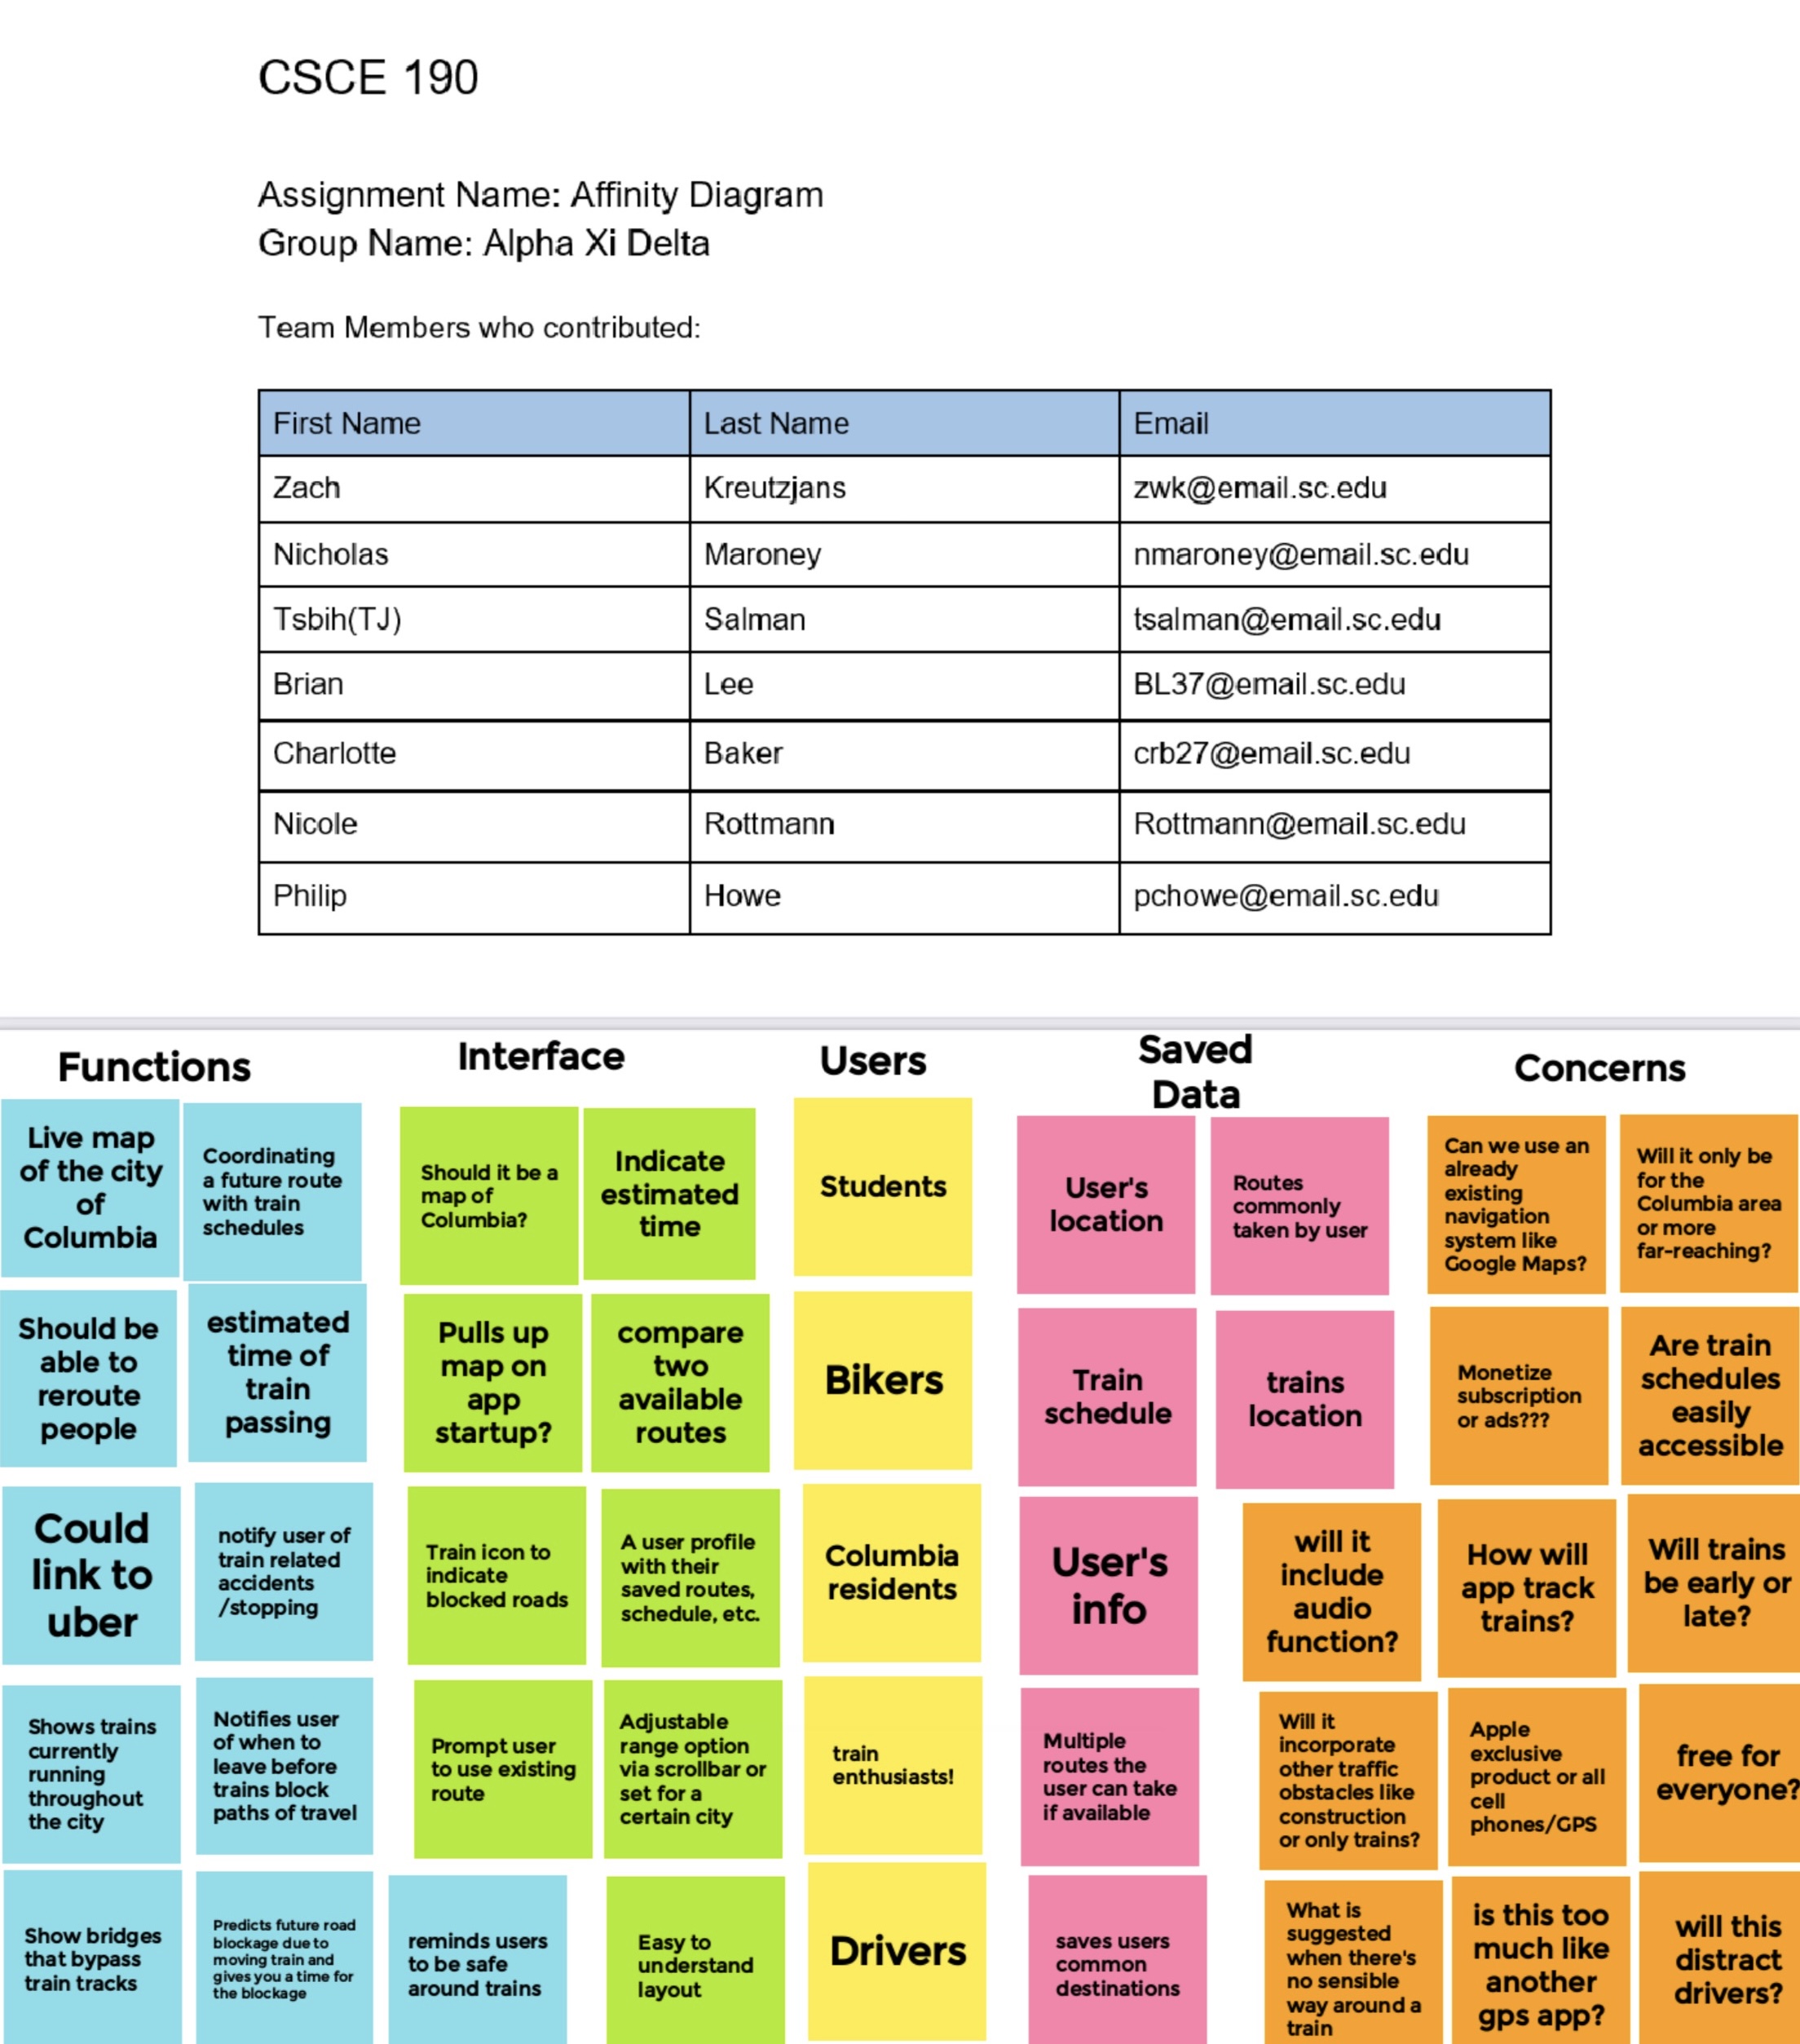 CSCE 190
Assignment Name: Affinity Diagram
Group Name: Alpha Xi Delta
Team Members who contributed:
First Name Last Name Email
Zach Kreutzjans zwk@email.sc.edu
Nicholas Maroney nmaroney@email.sc.edu
Tsbih(TJ) Salman tsalman@email.sc.edu
Brian Lee BL37@email.sc.edu
Charlotte Baker crb27@email.sc.edu
Nicole Rottmann Rottmann@email.sc.edu
Philip Howe pchowe@email.sc.edu
Functions
Live map
of the city
of
Columbia
Coordinating
a future route
with train
schedules
Should be
able to
reroute
people
estimated
time of
train
passing
Could
link to
uber
notify user of
train related
accidents
/stopping
Shows trains
currently
running
throughout
the city
Notifies user
of when to
leave before
trains block
paths of travel
Show bridges
that bypass
train tracks
Predicts future road
blockage due to
moving train and
gives you a time for
the blockage
reminds users
to be safe
around trains
Interface
Should it be a
map of
Columbia?
Indicate
estimated
time
Pulls up
map on
app
startup?
compare
two
available
routes
Train icon to
indicate
blocked roads
A user profile
with their
saved routes,
schedule, etc.
Prompt user
to use existing
route
Adjustable
range option
via scrollbar or
set for a
certain city
Easy to
understand
layout
Users
Students
Bikers
Columbia
residents
train
enthusiasts!
Drivers
Saved
Data
User's
location
Routes
commonly
taken by user
Train
schedule
trains
location
User's
info
Multiple
routes the
user can take
if available
saves users
common
destinations
Concerns
Can we use an
already
existing
navigation
system like
Google Maps?
Will it only be
for the
Columbia area
or more
far-reaching?
Monetize
subscription
or ads???
Are train
schedules
easily
accessible
will it
include
audio
function?
How will
app track
trains?
Will trains
be early or
late?
Will it
incorporate
other traffic
obstacles like
construction
or only trains?
Apple
exclusive
product or all
cell
phones/GPS
free for
everyone?
What is
suggested
when there's
no sensible
way around a
train
is this too
much like
another
gps app?
will this
distract
drivers?